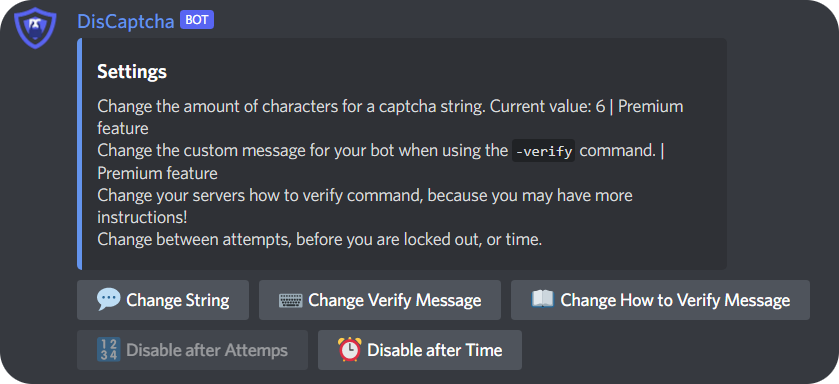 DisCaptcha BOT
Settings
Change the amount of characters for a captcha string. Current value: 6 | Premium
feature
Change the custom message for your bot when using the -verify command. |
Premium feature
Change your servers how to verify command, because you may have more
instructions!
Change between attempts, before you are locked out, or time.
Change String Change Verify Message Change How to Verify Message
1234 Disable after Attemps Disable after Time